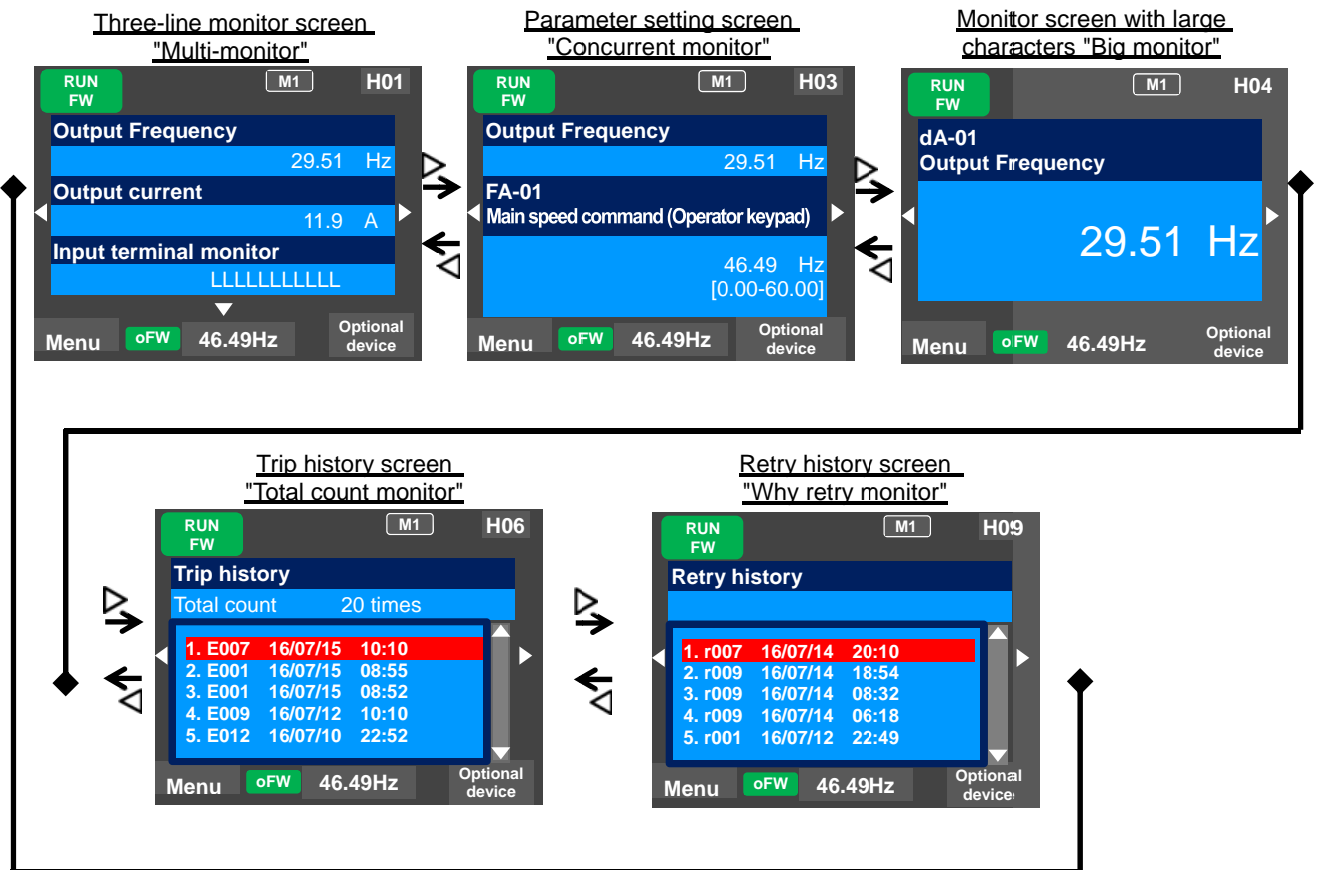 Three-line monitor screen
"Multi-monitor"
RUN
FW
M1
H01
Output Frequency
29.51 Hz
Output current
11.9 A
Input terminal monitor
LLLLLLLLLLL
Menu
oFW
46.49Hz
Optional
device
Parameter setting screen
"Concurrent monitor"
RUN
FW
M1
H03
Output Frequency
29.51 Hz
FA-01
Main speed command (Operator keypad)
46.49 Hz
[0.00-60.00]
Menu
oFW
46.49Hz
Optional
device
Monitor screen with large
characters "Big monitor"
RUN
FW
M1
H04
dA-01
Output Frequency
29.51 Hz
Menu
oFW
46.49Hz
Optional
device
Trip history screen
"Total count monitor"
RUN
FW
M1
H06
Trip history
Total count 20 times
1. E007 16/07/15 10:10
2. E001 16/07/15 08:55
3. E001 16/07/15 08:52
4. E009 16/07/12 10:10
5. E012 16/07/10 22:52
Menu
oFW
46.49Hz
Optional
device
Retry history screen
"Why retry monitor"
RUN
FW
M1
H09
Retry history
1. r007 16/07/14 20:10
2. r009 16/07/14 18:54
3. r009 16/07/14 08:32
4. r009 16/07/14 06:18
5. r001 16/07/12 22:49
Menu
oFW
46.49Hz
Optional
device